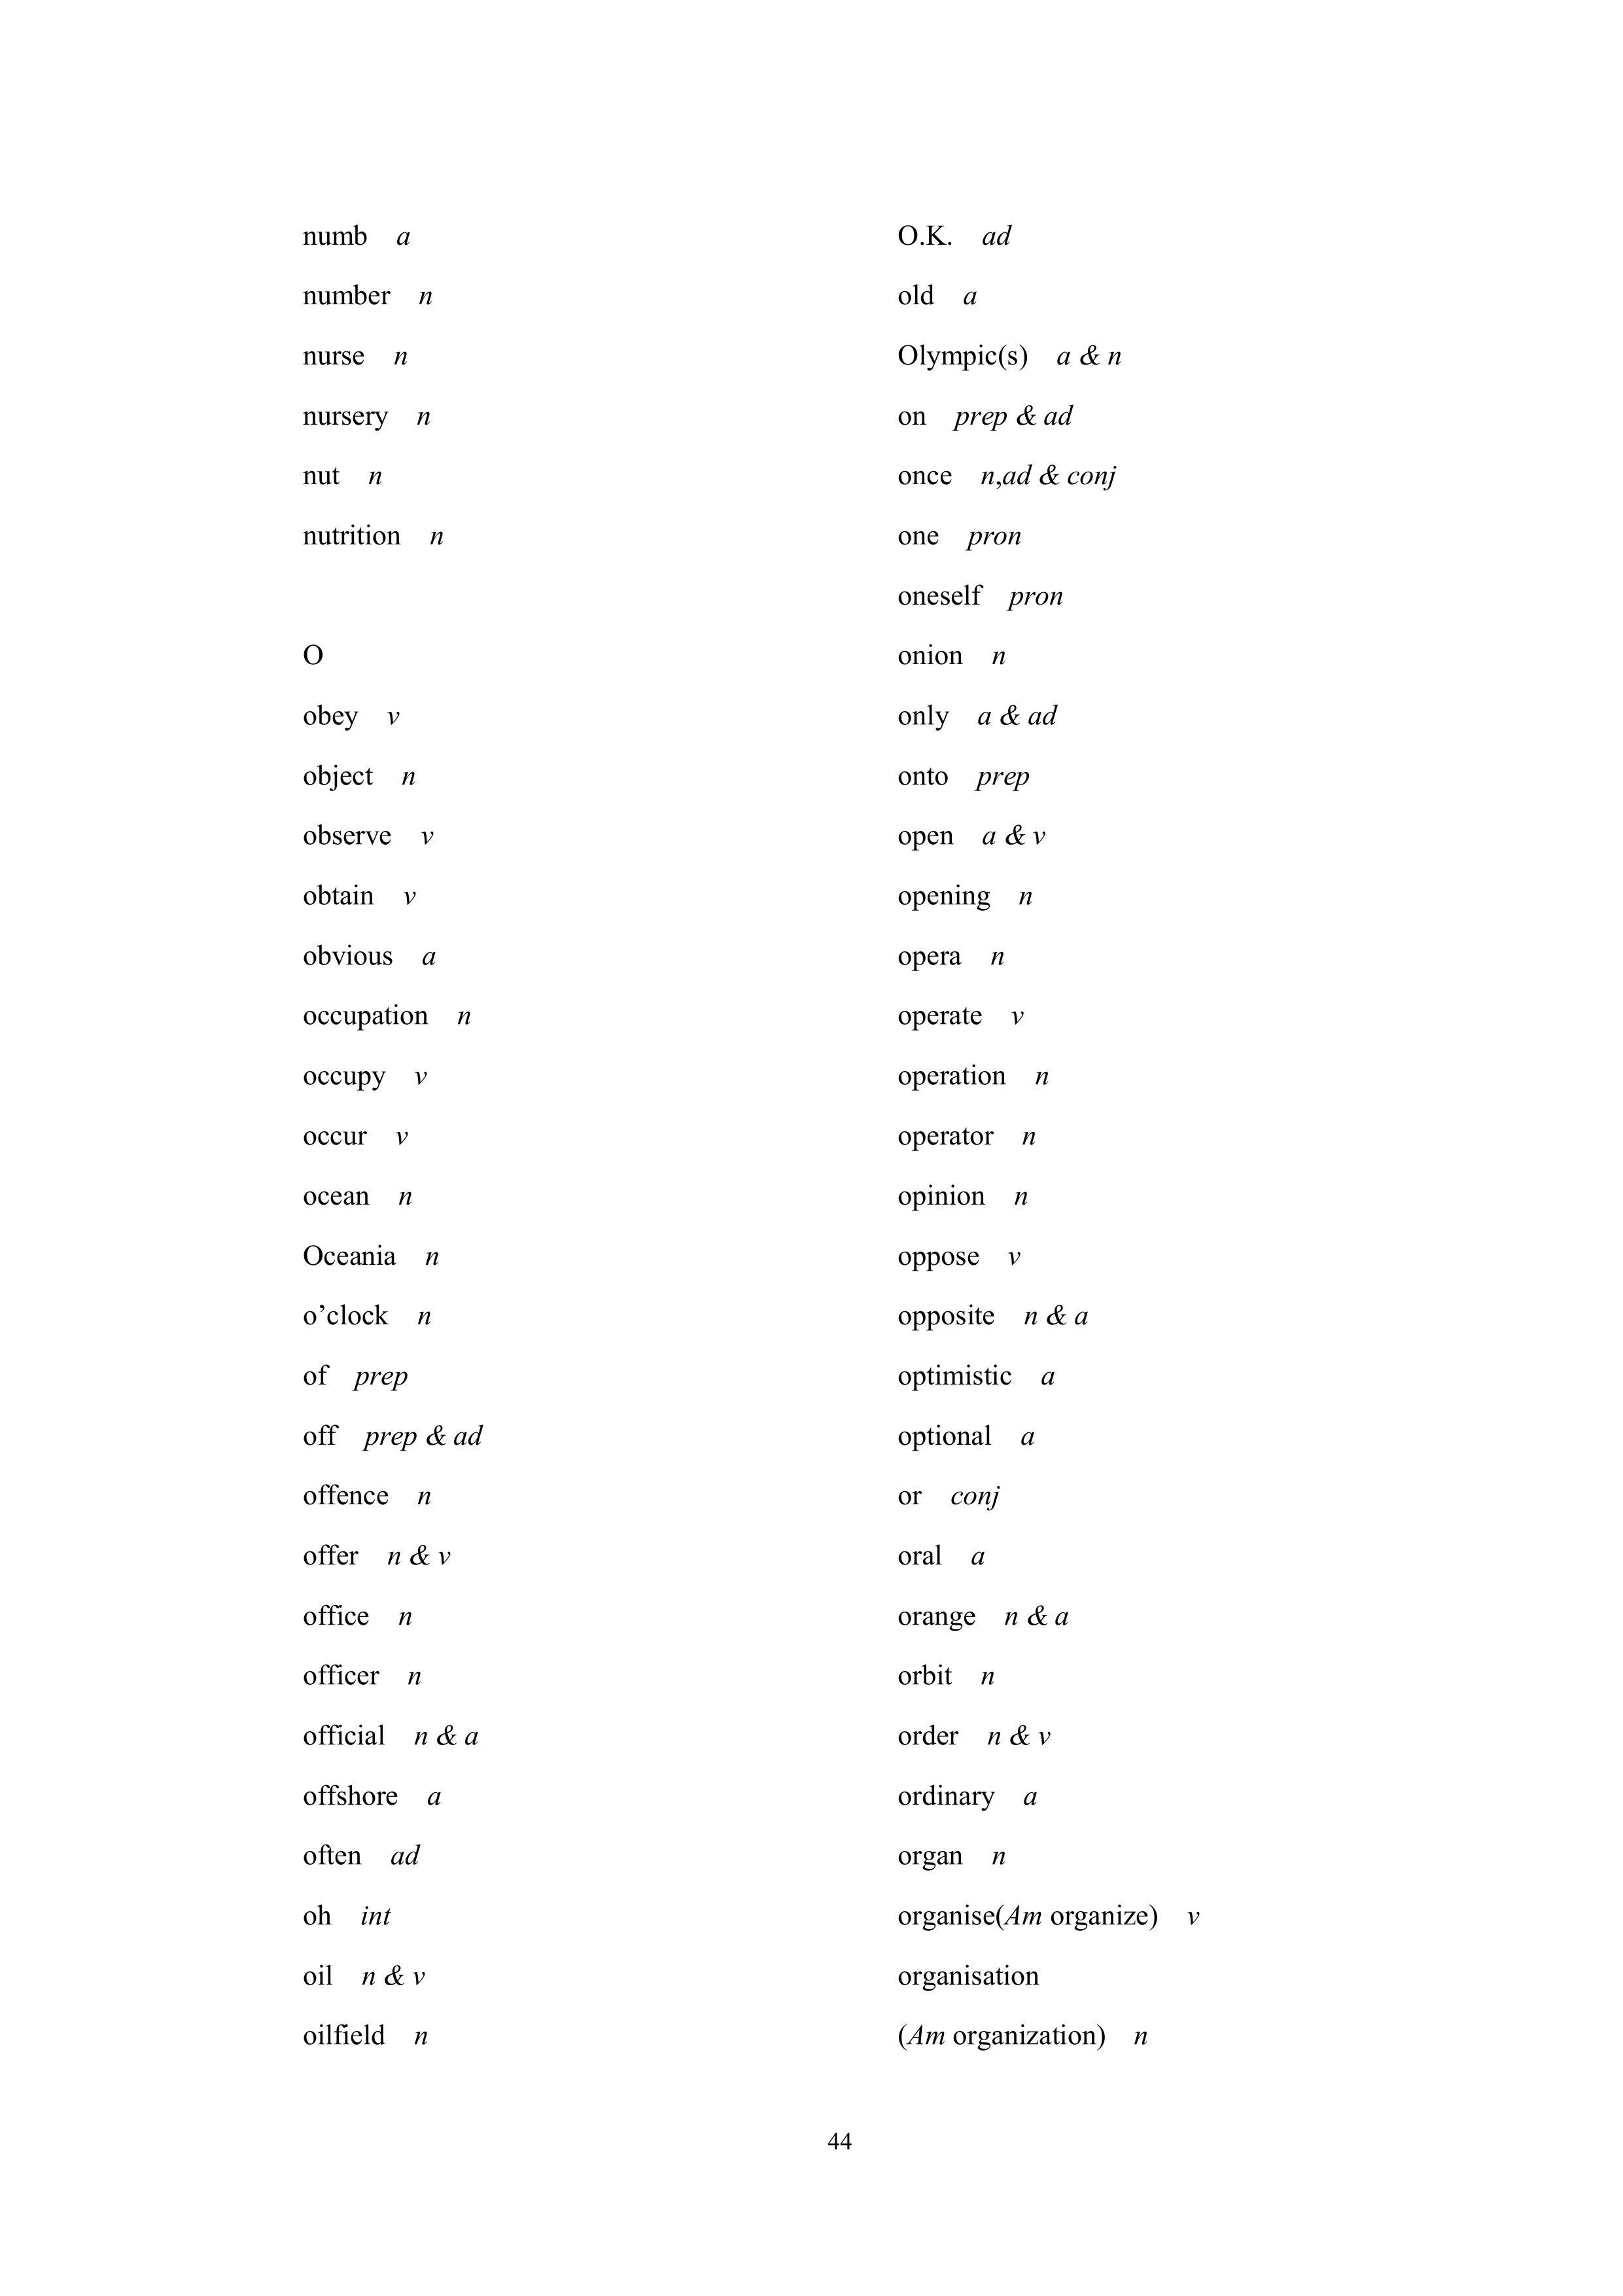 numb a
number n
nurse n
nursery n
nut n
nutrition n
O
obey v
object n
observe v
obtain v
obvious a
occupation n
occupy v
occur v
ocean n
Oceania n
o’clock n
of prep
off prep & ad
offence n
offer n & v
office n
officer n
official n & a
offshore a
often ad
oh int
oil n & v
oilfield n
O.K. ad
old a
Olympic(s) a & n
on prep & ad
once n,ad & conj
one pron
oneself pron
onion n
only a & ad
onto prep
open a & v
opening n
opera n
operate v
operation n
operator n
opinion n
oppose v
opposite n & a
optimistic a
optional a
or conj
oral a
orange n & a
orbit n
order n & v
ordinary a
organ n
organise(Am organize) v
organisation
(Am organization) n
44